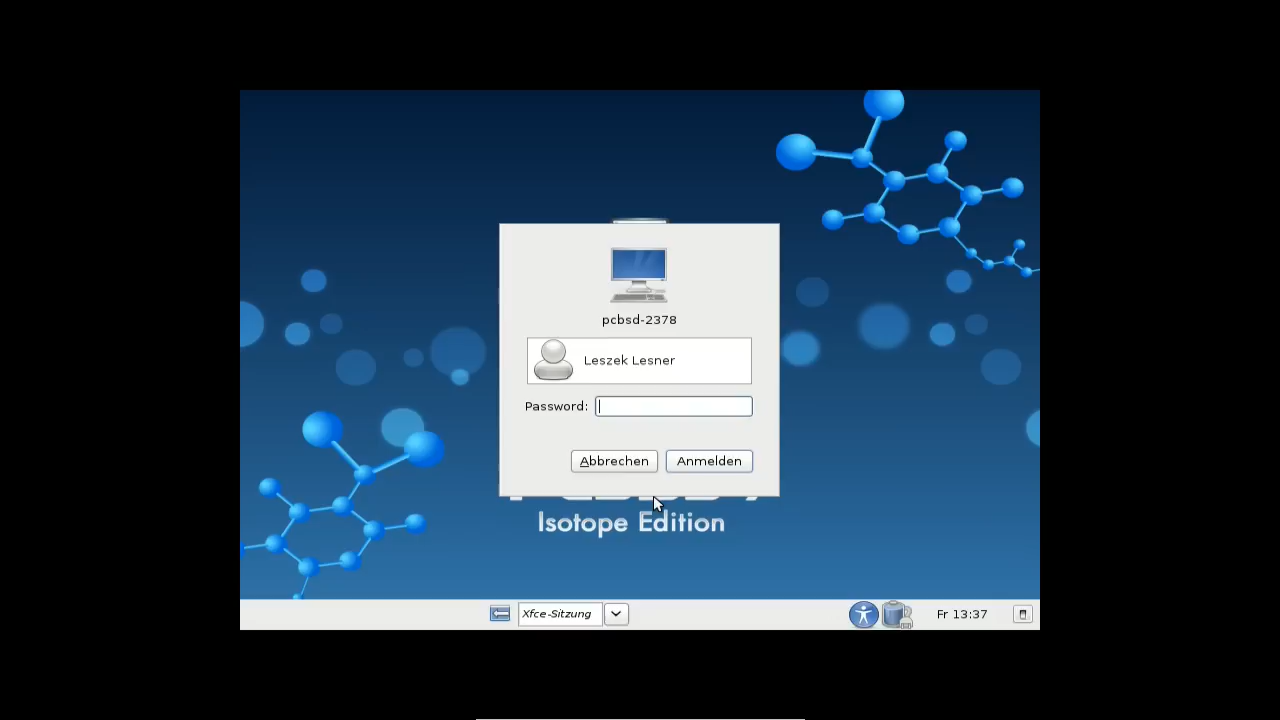 pcbsd-2378
Leszek Lesner
Password:
Abbrechen Anmelden
Isotope Edition
Xfce-Sitzung
Fr 13:37